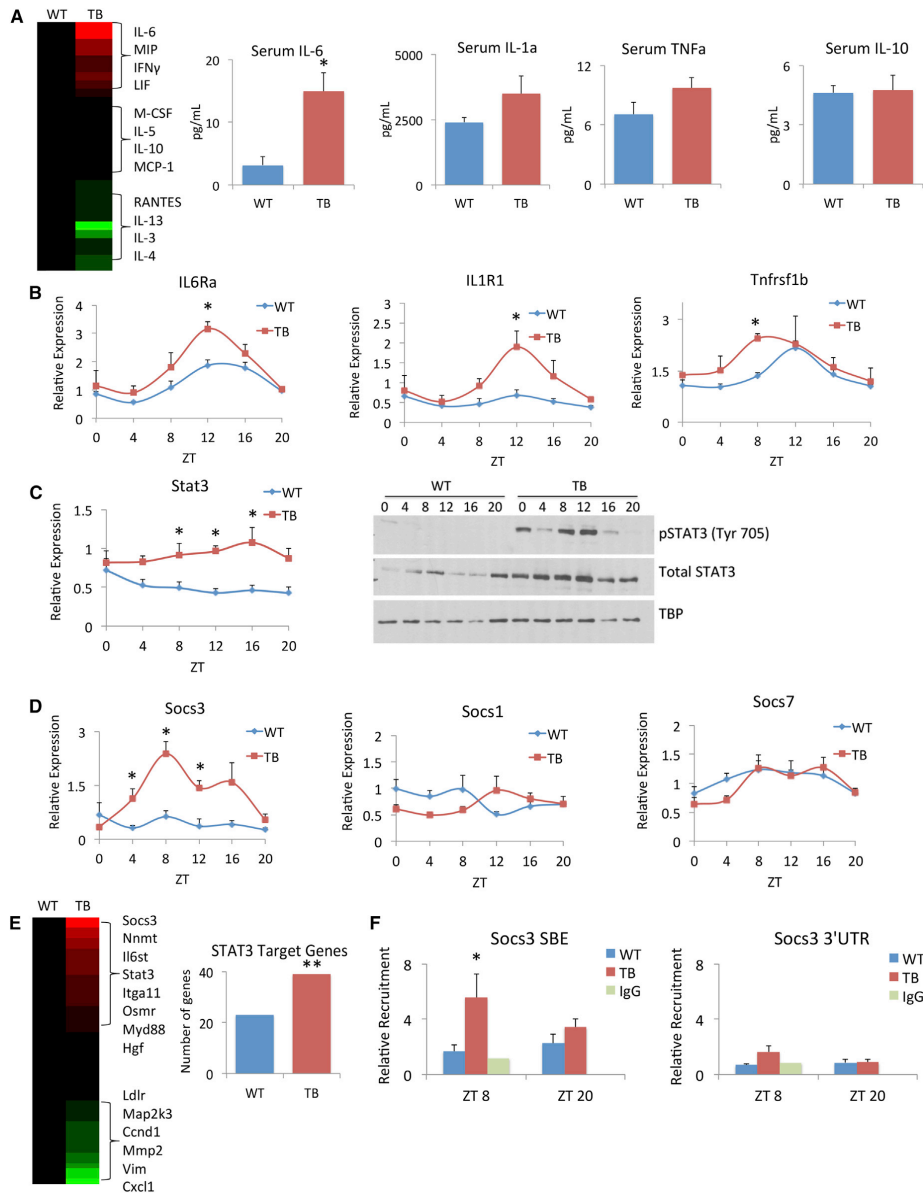 A
WT TB
IL-6
MIP
IFNγ
LIF
M-CSF
IL-5
IL-10
MCP-1
RANTES
IL-13
IL-3
IL-4
Serum IL-6
pg/mL
20
10
0
*
WT TB
Serum IL-1a
pg/mL
5000
2500
0
WT TB
Serum TNFa
pg/mL
12
6
0
WT TB
Serum IL-10
pg/mL
6
3
0
WT TB
B
IL6Ra
Relative Expression
4
3
2
1
0
*
WT
TB
0 4 8 12 16 20
ZT
IL1R1
Relative Expression
3
2.5
2
1.5
1
0.5
0
*
WT
TB
0 4 8 12 16 20
ZT
Tnfrsf1b
Relative Expression
3
1.5
0
*
WT
TB
0 4 8 12 16 20
ZT
C
Stat3
Relative Expression
1.5
1
0.5
0
* * *
WT
TB
0 4 8 12 16 20
ZT
WT TB
0 4 8 12 16 20 0 4 8 12 16 20
pSTAT3 (Tyr 705)
Total STAT3
TBP
D
Socs3
Relative Expression
3
1.5
0
* * *
WT
TB
0 4 8 12 16 20
ZT
Socs1
Relative Expression
2
1.5
1
0.5
0
WT
TB
0 4 8 12 16 20
ZT
Socs7
Relative Expression
2
1.5
1
0.5
0
WT
TB
0 4 8 12 16 20
ZT
E
WT TB
Socs3
Nnmt
Il6st
Stat3
Itga11
Osmr
Myd88
Hgf
Ldlr
Map2k3
Ccnd1
Mmp2
Vim
Cxcl1
STAT3 Target Genes
Number of genes
40
20
0
**
WT TB
F
Socs3 SBE
Relative Recruitment
8
4
0
*
WT
TB
IgG
ZT 8 ZT 20
Socs3 3'UTR
Relative Recruitment
8
4
0
WT
TB
IgG
ZT 8 ZT 20